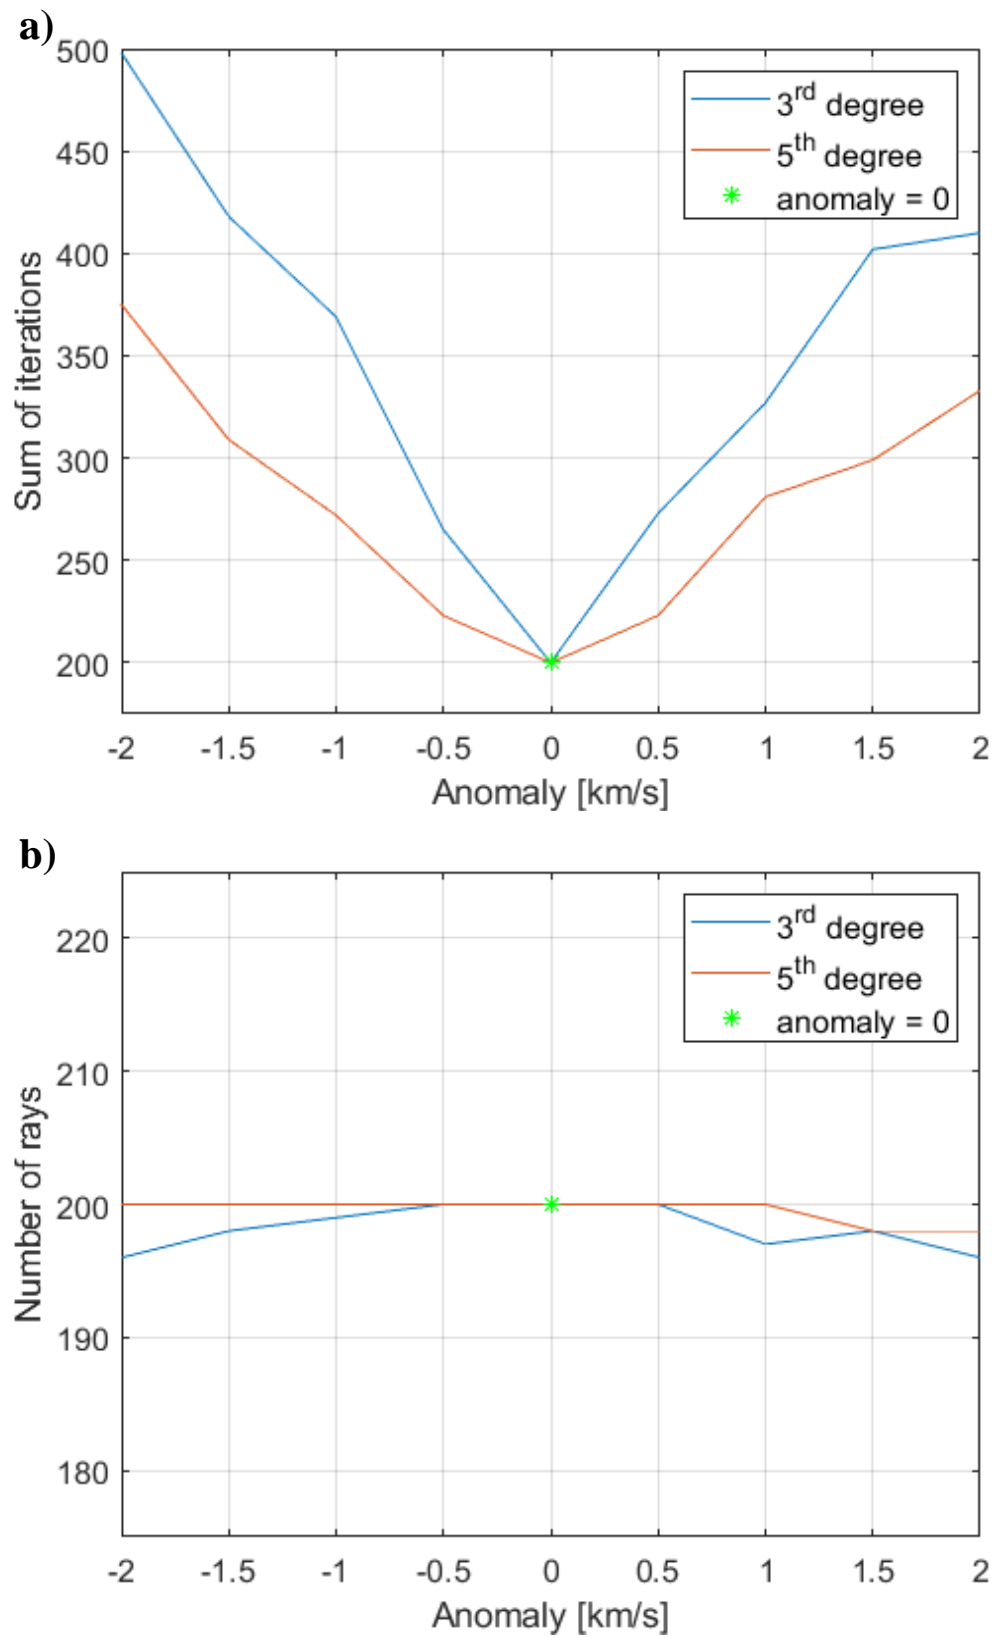 a)
500
450
400
350
300
250
200
Sum of iterations
3rd degree
5th degree
anomaly = 0
-2 -1.5 -1 -0.5 0 0.5 1 1.5 2
Anomaly [km/s]
b)
220
210
200
190
180
Number of rays
3rd degree
5th degree
anomaly = 0
-2 -1.5 -1 -0.5 0 0.5 1 1.5 2
Anomaly [km/s]